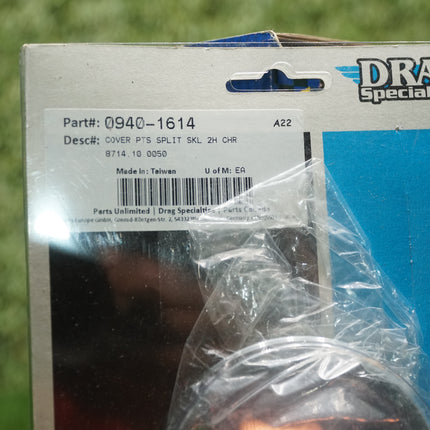 DRA
Special
Part#: 0940-1614 A22
Desc#: COVER PTS SPLIT SKL 2H CHR
8714.10.0050
Made In: Taiwan U of M: EA
Parts Unlimited | Drag Specialties | Parts Canada